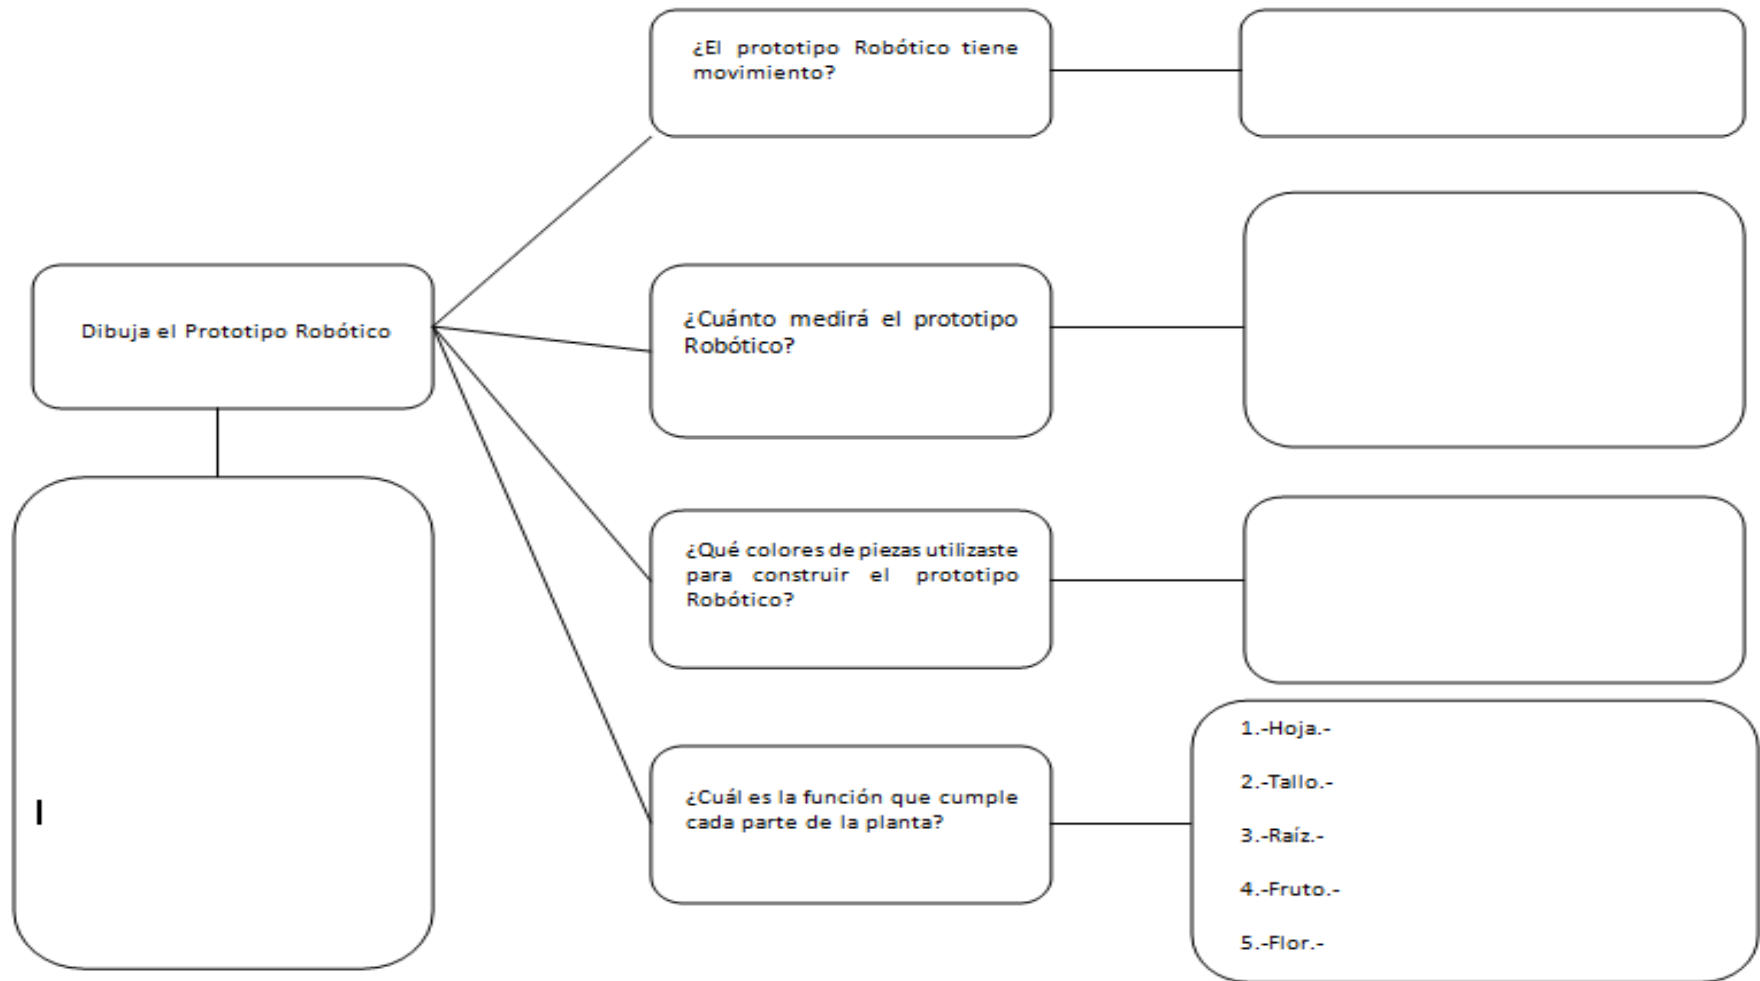 ¿El prototipo Robótico tiene
movimiento?
Dibuja el Prototipo Robótico
¿Cuánto medirá el prototipo
Robótico?
¿Qué colores de piezas utilizaste
para construir el prototipo
Robótico?
¿Cuál es la función que cumple
cada parte de la planta?
1.-Hoja.-
2.-Tallo.-
3.-Raíz.-
4.-Fruto.-
5.-Flor.-